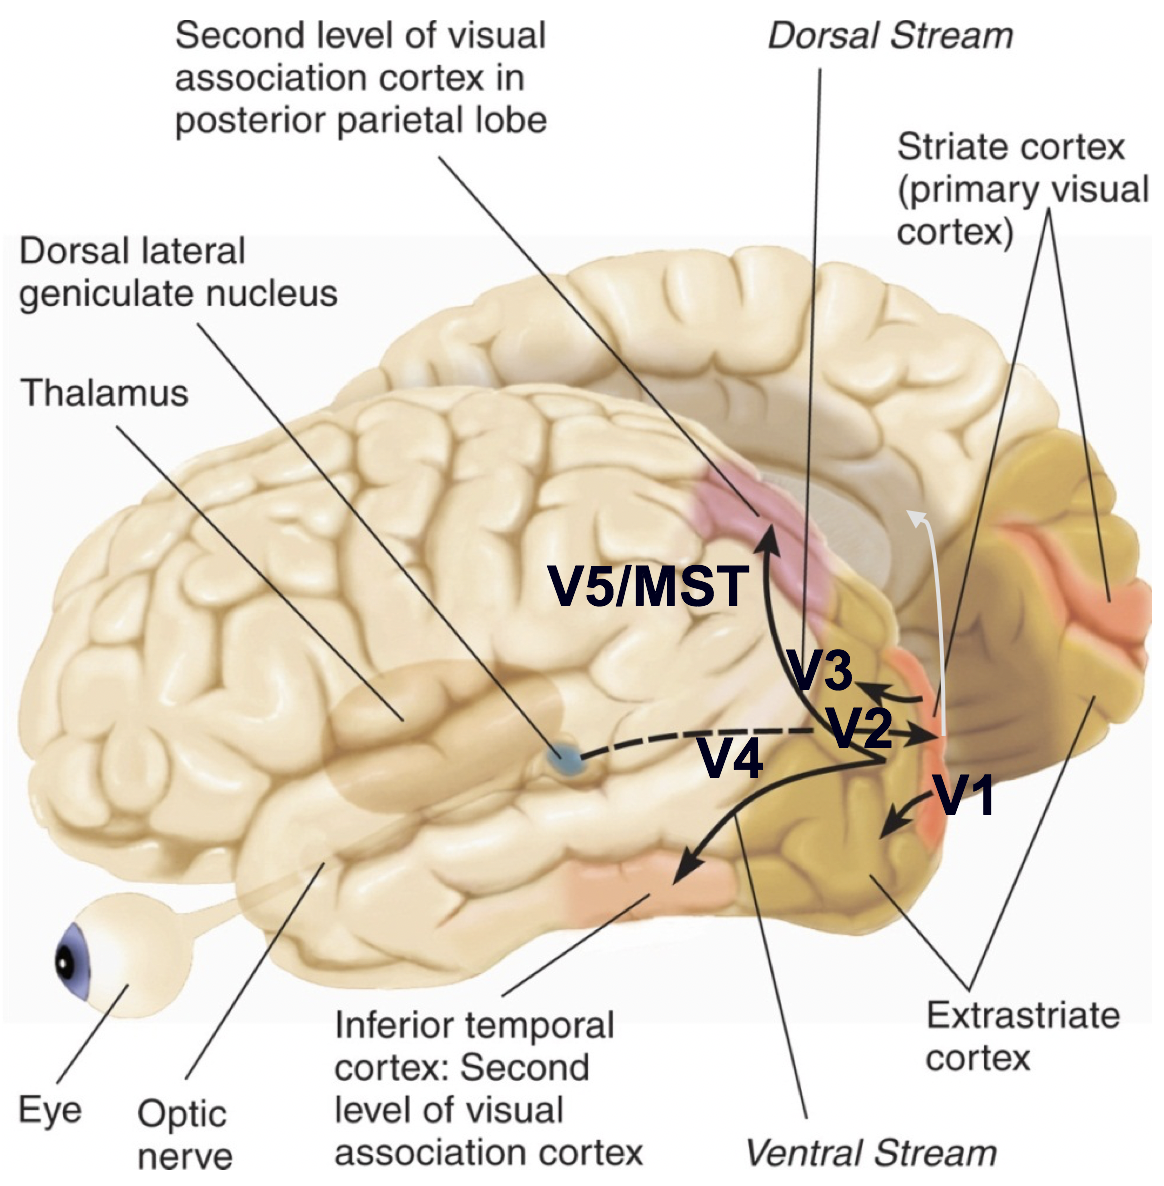 Second level of visual
association cortex in
posterior parietal lobe
Dorsal Stream
Striate cortex
(primary visual
cortex)
Dorsal lateral
geniculate nucleus
Thalamus
V5/MST
V3
V2
V4
V1
Extrastriate
cortex
Inferior temporal
cortex: Second
level of visual
association cortex
Eye
Optic
nerve
Ventral Stream